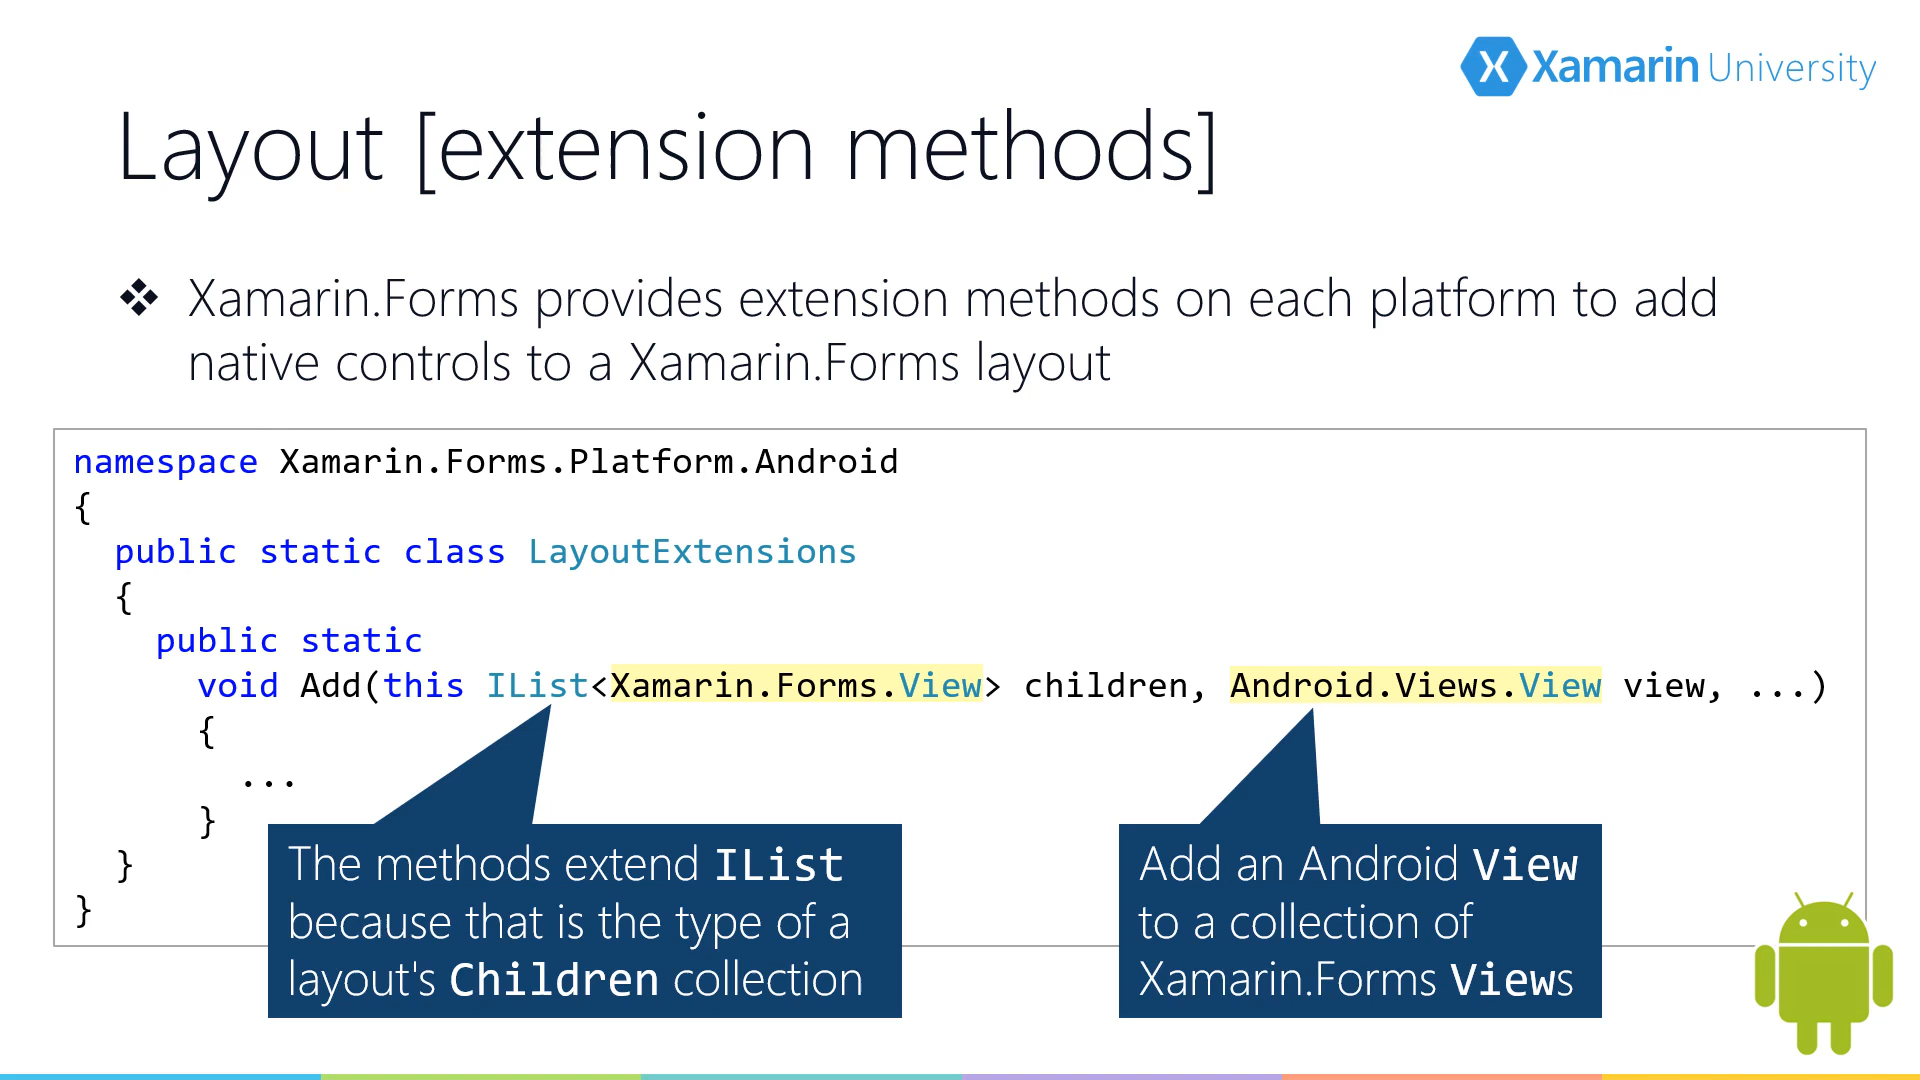 Xamarin University
Layout [extension methods]
❖ Xamarin.Forms provides extension methods on each platform to add
native controls to a Xamarin.Forms layout
namespace Xamarin.Forms.Platform.Android
{
  public static class LayoutExtensions
  {
    public static
      void Add(this IList<Xamarin.Forms.View> children, Android.Views.View view, ...)
      {
        ...
      }
  }
}
The methods extend IList
because that is the type of a
layout's Children collection
Add an Android View
to a collection of
Xamarin.Forms Views